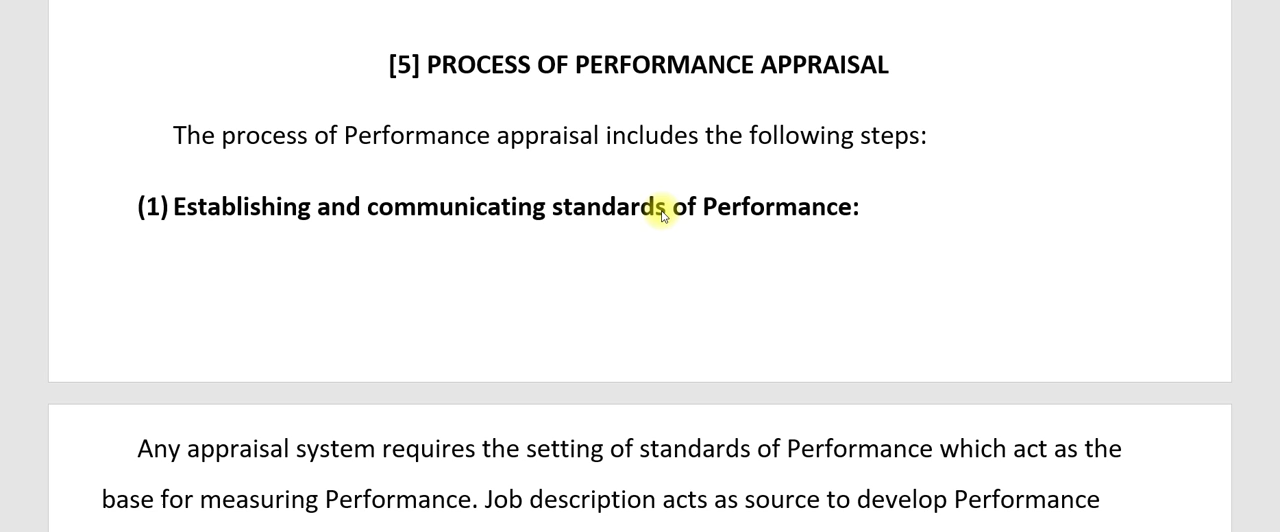 [5] PROCESS OF PERFORMANCE APPRAISAL
The process of Performance appraisal includes the following steps:
(1) Establishing and communicating standards of Performance:
Any appraisal system requires the setting of standards of Performance which act as the
base for measuring Performance. Job description acts as source to develop Performance